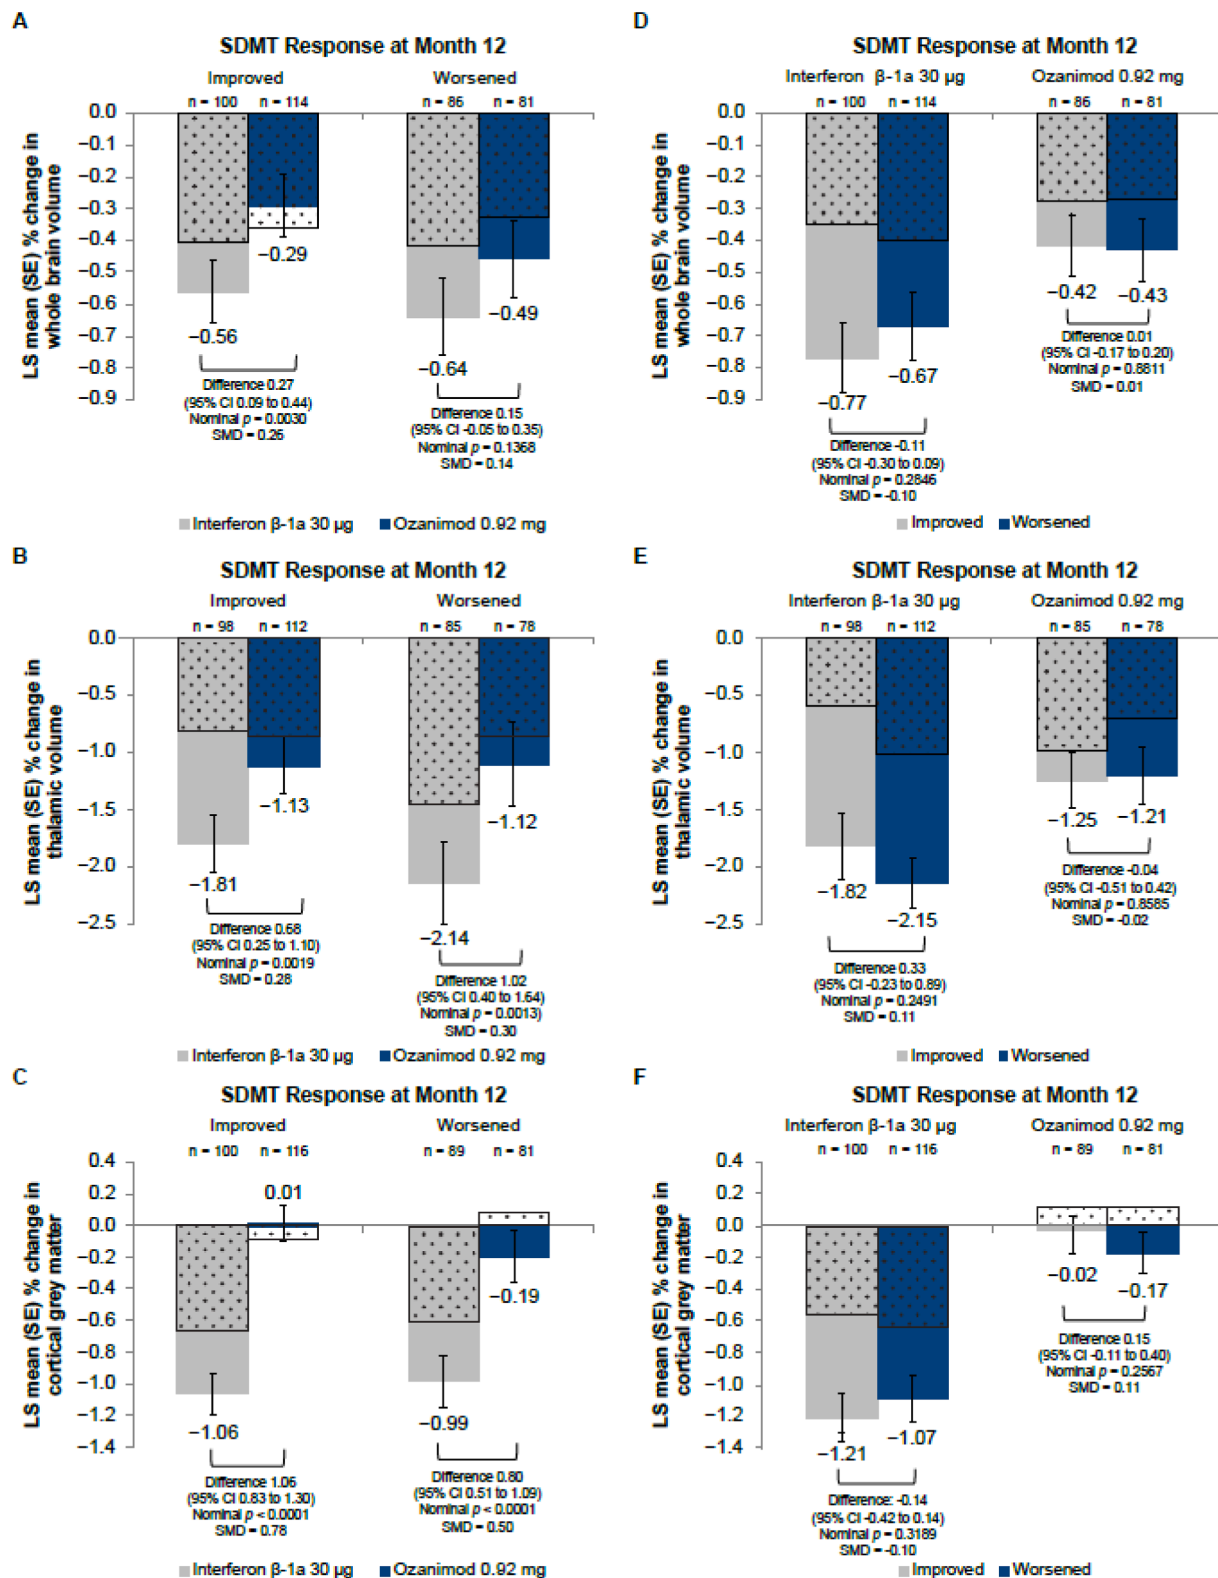 A
SDMT Response at Month 12
Improved
Worsened
n = 100
n = 114
n = 86
n = 81
LS mean (SE) % change in
whole brain volume
0.0
−0.1
−0.2
−0.3
−0.4
−0.5
−0.6
−0.7
−0.8
−0.9
−0.56
−0.29
−0.64
−0.49
Difference 0.27
(95% CI 0.09 to 0.44)
Nominal p = 0.0030
SMD = 0.26
Difference 0.15
(95% CI -0.05 to 0.35)
Nominal p = 0.1368
SMD = 0.14
Interferon β-1a 30 µg
Ozanimod 0.92 mg
D
SDMT Response at Month 12
Interferon β-1a 30 µg
Ozanimod 0.92 mg
n = 100
n = 114
n = 86
n = 81
LS mean (SE) % change in
whole brain volume
0.0
−0.1
−0.2
−0.3
−0.4
−0.5
−0.6
−0.7
−0.8
−0.9
−0.77
−0.67
−0.42
−0.43
Difference -0.11
(95% CI -0.30 to 0.09)
Nominal p = 0.2846
SMD = -0.10
Difference 0.01
(95% CI -0.17 to 0.20)
Nominal p = 0.8811
SMD = 0.01
Improved
Worsened
B
SDMT Response at Month 12
Improved
Worsened
n = 98
n = 112
n = 85
n = 78
LS mean (SE) % change in
thalamic volume
0.0
−0.5
−1.0
−1.5
−2.0
−2.5
−1.81
−1.13
−2.14
−1.12
Difference 0.68
(95% CI 0.25 to 1.10)
Nominal p = 0.0019
SMD = 0.28
Difference 1.02
(95% CI 0.40 to 1.64)
Nominal p = 0.0013)
SMD = 0.30
Interferon β-1a 30 µg
Ozanimod 0.92 mg
E
SDMT Response at Month 12
Interferon β-1a 30 µg
Ozanimod 0.92 mg
n = 98
n = 112
n = 85
n = 78
LS mean (SE) % change in
thalamic volume
0.0
−0.5
−1.0
−1.5
−2.0
−2.5
−1.82
−2.15
−1.25
−1.21
Difference 0.33
(95% CI -0.23 to 0.89)
Nominal p = 0.2491
SMD = 0.11
Difference -0.04
(95% CI -0.51 to 0.42)
Nominal p = 0.8585
SMD = -0.02
Improved
Worsened
C
SDMT Response at Month 12
Improved
Worsened
n = 100
n = 116
n = 89
n = 81
LS mean (SE) % change in
cortical grey matter
0.4
0.2
0.0
−0.2
−0.4
−0.6
−0.8
−1.0
−1.2
−1.4
−1.06
0.01
−0.99
−0.19
Difference 1.06
(95% CI 0.83 to 1.30)
Nominal p < 0.0001)
SMD = 0.78
Difference 0.80
(95% CI 0.51 to 1.09)
Nominal p < 0.0001
SMD = 0.50
Interferon β-1a 30 µg
Ozanimod 0.92 mg
F
SDMT Response at Month 12
Interferon β-1a 30 µg
Ozanimod 0.92 mg
n = 100
n = 116
n = 89
n = 81
LS mean (SE) % change in
cortical grey matter
0.4
0.2
0.0
−0.2
−0.4
−0.6
−0.8
−1.0
−1.2
−1.4
−1.21
−1.07
−0.02
−0.17
Difference: -0.14
(95% CI -0.42 to 0.14)
Nominal p = 0.3189
SMD = -0.10
Difference 0.15
(95% CI -0.11 to 0.40)
Nominal p = 0.2567
SMD = 0.11
Improved
Worsened